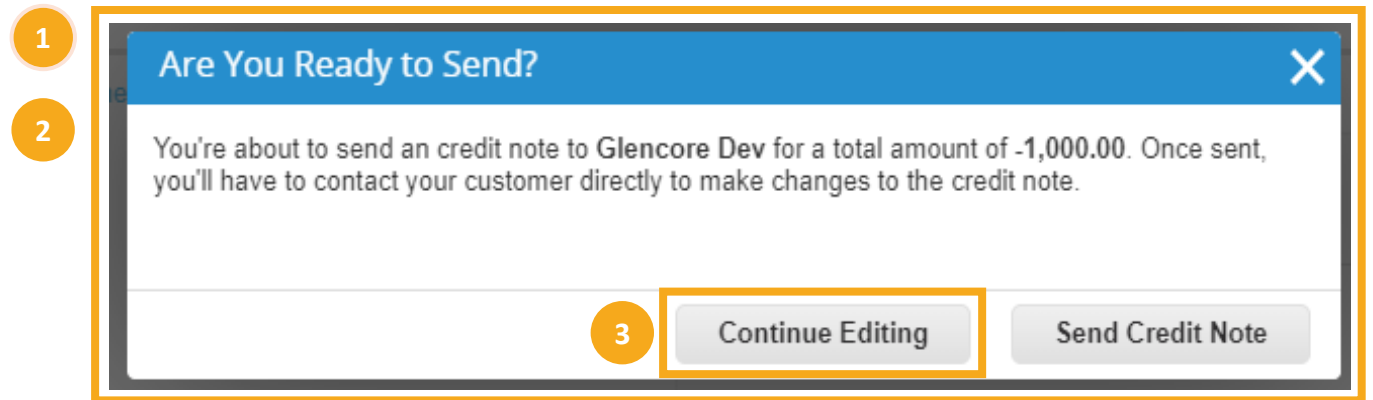 1
Are You Ready to Send?
2
You're about to send an credit note to Glencore Dev for a total amount of -1,000.00. Once sent,
you'll have to contact your customer directly to make changes to the credit note.
3
Continue Editing
Send Credit Note